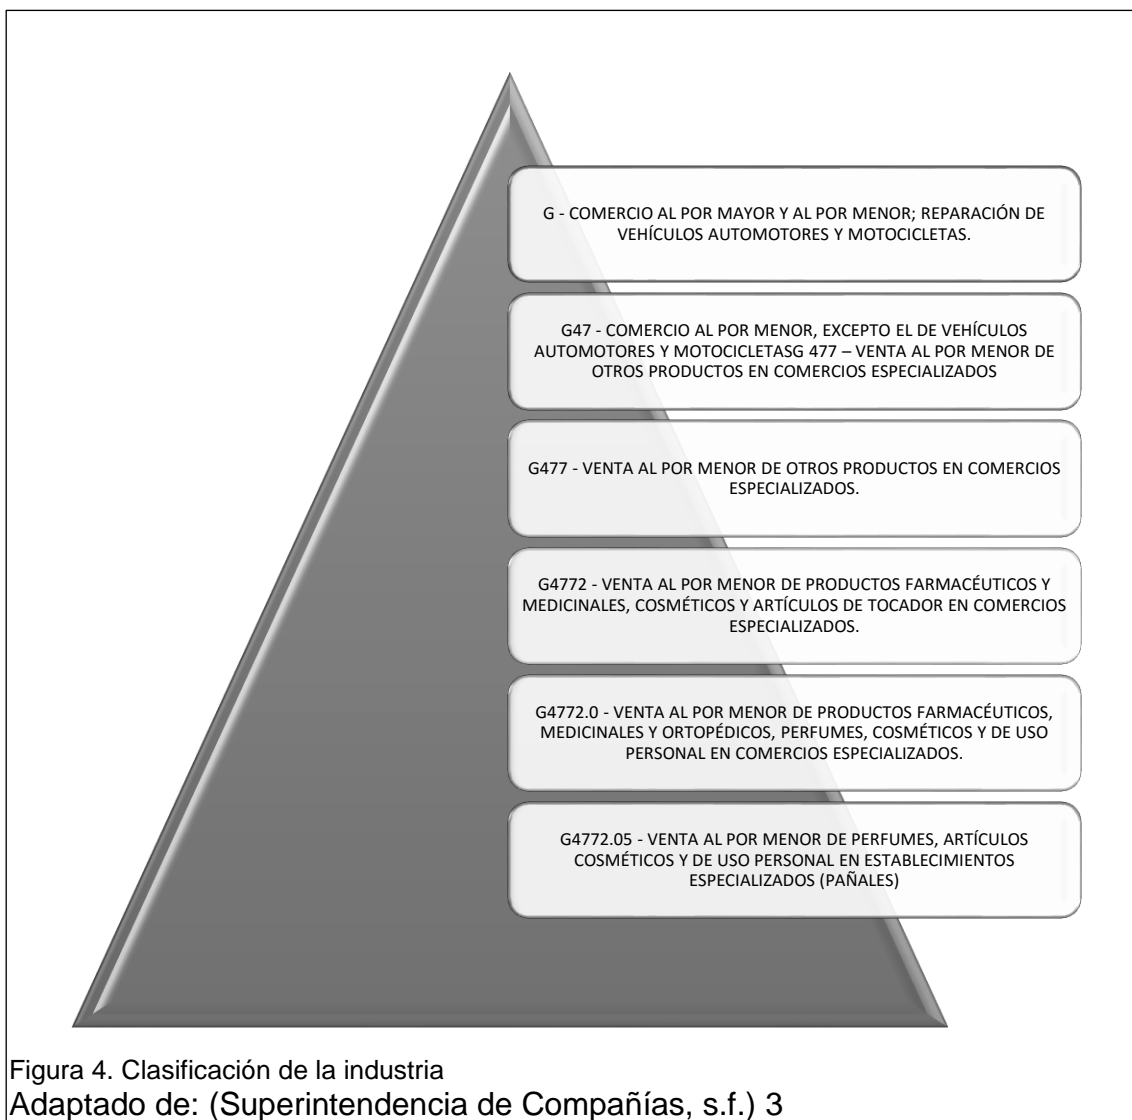 G - COMERCIO AL POR MAYOR Y AL POR MENOR; REPARACIÓN DE
VEHÍCULOS AUTOMOTORES Y MOTOCICLETAS.
G47 - COMERCIO AL POR MENOR, EXCEPTO EL DE VEHÍCULOS
AUTOMOTORES Y MOTOCICLETASG 477 – VENTA AL POR MENOR DE
OTROS PRODUCTOS EN COMERCIOS ESPECIALIZADOS
G477 - VENTA AL POR MENOR DE OTROS PRODUCTOS EN COMERCIOS
ESPECIALIZADOS.
G4772 - VENTA AL POR MENOR DE PRODUCTOS FARMACÉUTICOS Y
MEDICINALES, COSMÉTICOS Y ARTÍCULOS DE TOCADOR EN COMERCIOS
ESPECIALIZADOS.
G4772.0 - VENTA AL POR MENOR DE PRODUCTOS FARMACÉUTICOS,
MEDICINALES Y ORTOPÉDICOS, PERFUMES, COSMÉTICOS Y DE USO
PERSONAL EN COMERCIOS ESPECIALIZADOS.
G4772.05 - VENTA AL POR MENOR DE PERFUMES, ARTÍCULOS
COSMÉTICOS Y DE USO PERSONAL EN ESTABLECIMIENTOS
ESPECIALIZADOS (PAÑALES)
Figura 4. Clasificación de la industria
Adaptado de: (Superintendencia de Compañías, s.f.) 3